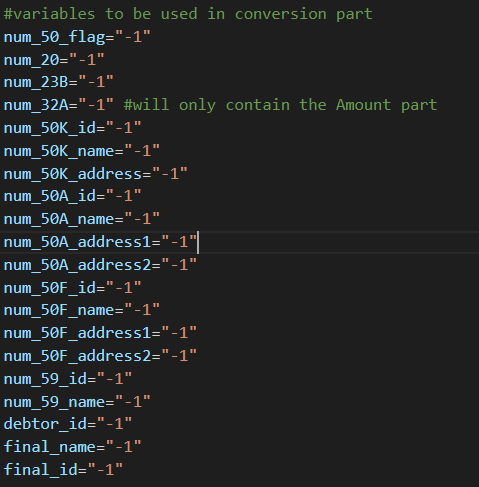 #variables to be used in conversion part
num_50_flag="-1"
num_20="-1"
num_23B="-1"
num_32A="-1" #will only contain the Amount part
num_50K_id="-1"
num_50K_name="-1"
num_50K_address="-1"
num_50A_id="-1"
num_50A_name="-1"
num_50A_address1="-1"
num_50A_address2="-1"
num_50F_id="-1"
num_50F_name="-1"
num_50F_address1="-1"
num_50F_address2="-1"
num_59_id="-1"
num_59_name="-1"
debtor_id="-1"
final_name="-1"
final_id="-1"